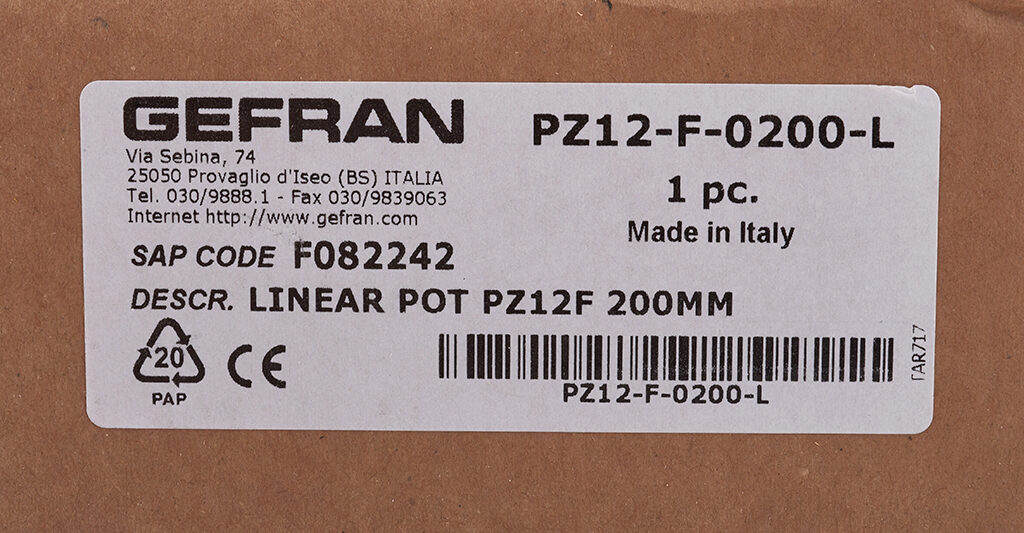 GEFRAN
Via Sebina, 74
25050 Provaglio d'Iseo (BS) ITALIA
Tel. 030/9888.1 - Fax 030/9839063
Internet http://www.gefran.com
PZ12-F-0200-L
1 pc.
Made in Italy
SAP CODE F082242
DESCR. LINEAR POT PZ12F 200MM
20
PAP
CE
PZ12-F-0200-L
TAR717